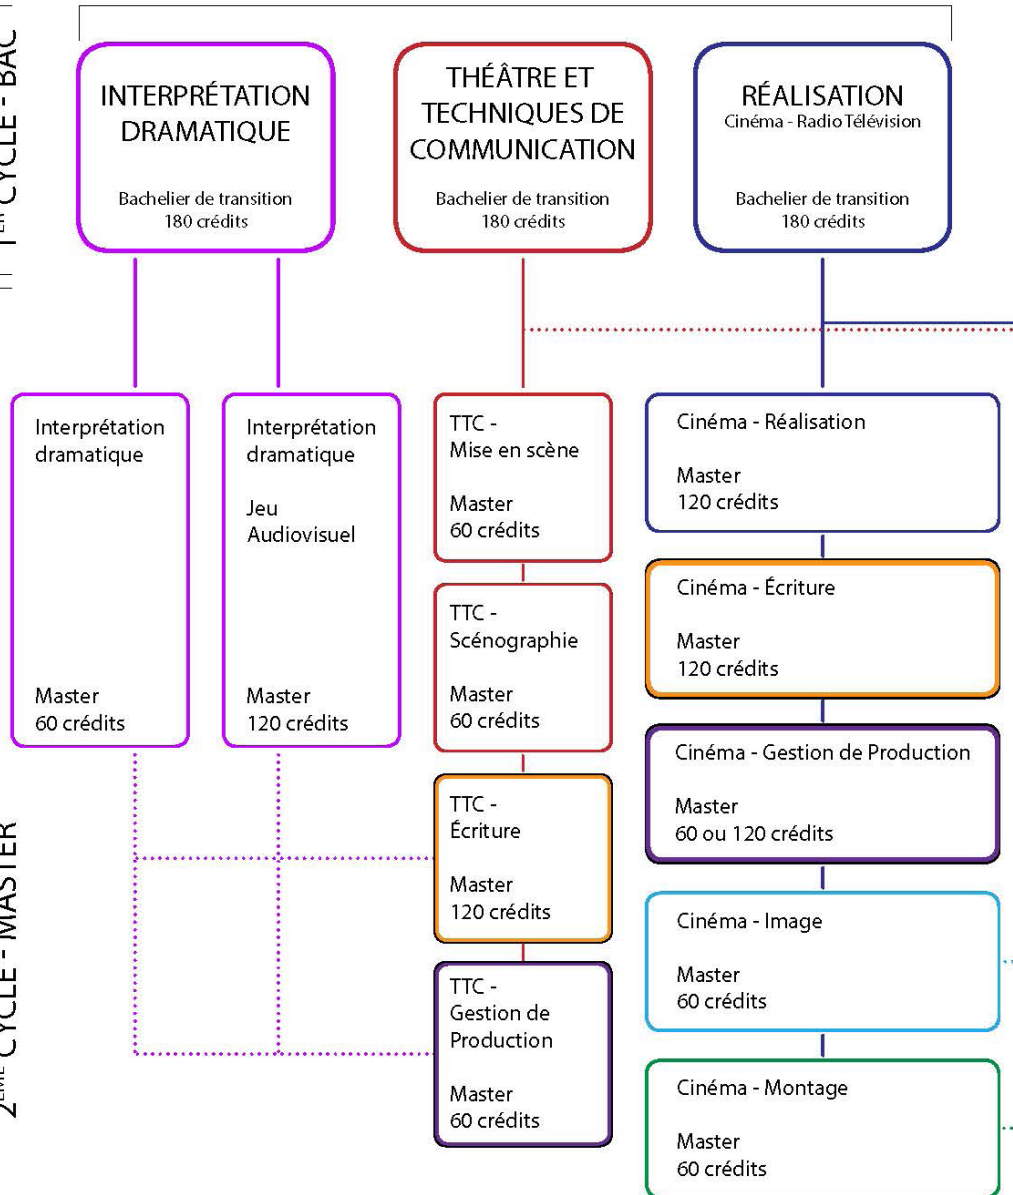 1ER CYCLE - BAC
INTERPRÉTATION
DRAMATIQUE
Bachelier de transition
180 crédits
THÉÂTRE ET
TECHNIQUES DE
COMMUNICATION
Bachelier de transition
180 crédits
RÉALISATION
Cinéma - Radio Télévision
Bachelier de transition
180 crédits
2ÈME CYCLE - MASTER
Interprétation
dramatique
Master
60 crédits
Interprétation
dramatique
Jeu
Audiovisuel
Master
120 crédits
TTC -
Mise en scène
Master
60 crédits
TTC -
Scénographie
Master
60 crédits
TTC -
Écriture
Master
120 crédits
TTC -
Gestion de
Production
Master
60 crédits
Cinéma - Réalisation
Master
120 crédits
Cinéma - Écriture
Master
120 crédits
Cinéma - Gestion de Production
Master
60 ou 120 crédits
Cinéma - Image
Master
60 crédits
Cinéma - Montage
Master
60 crédits